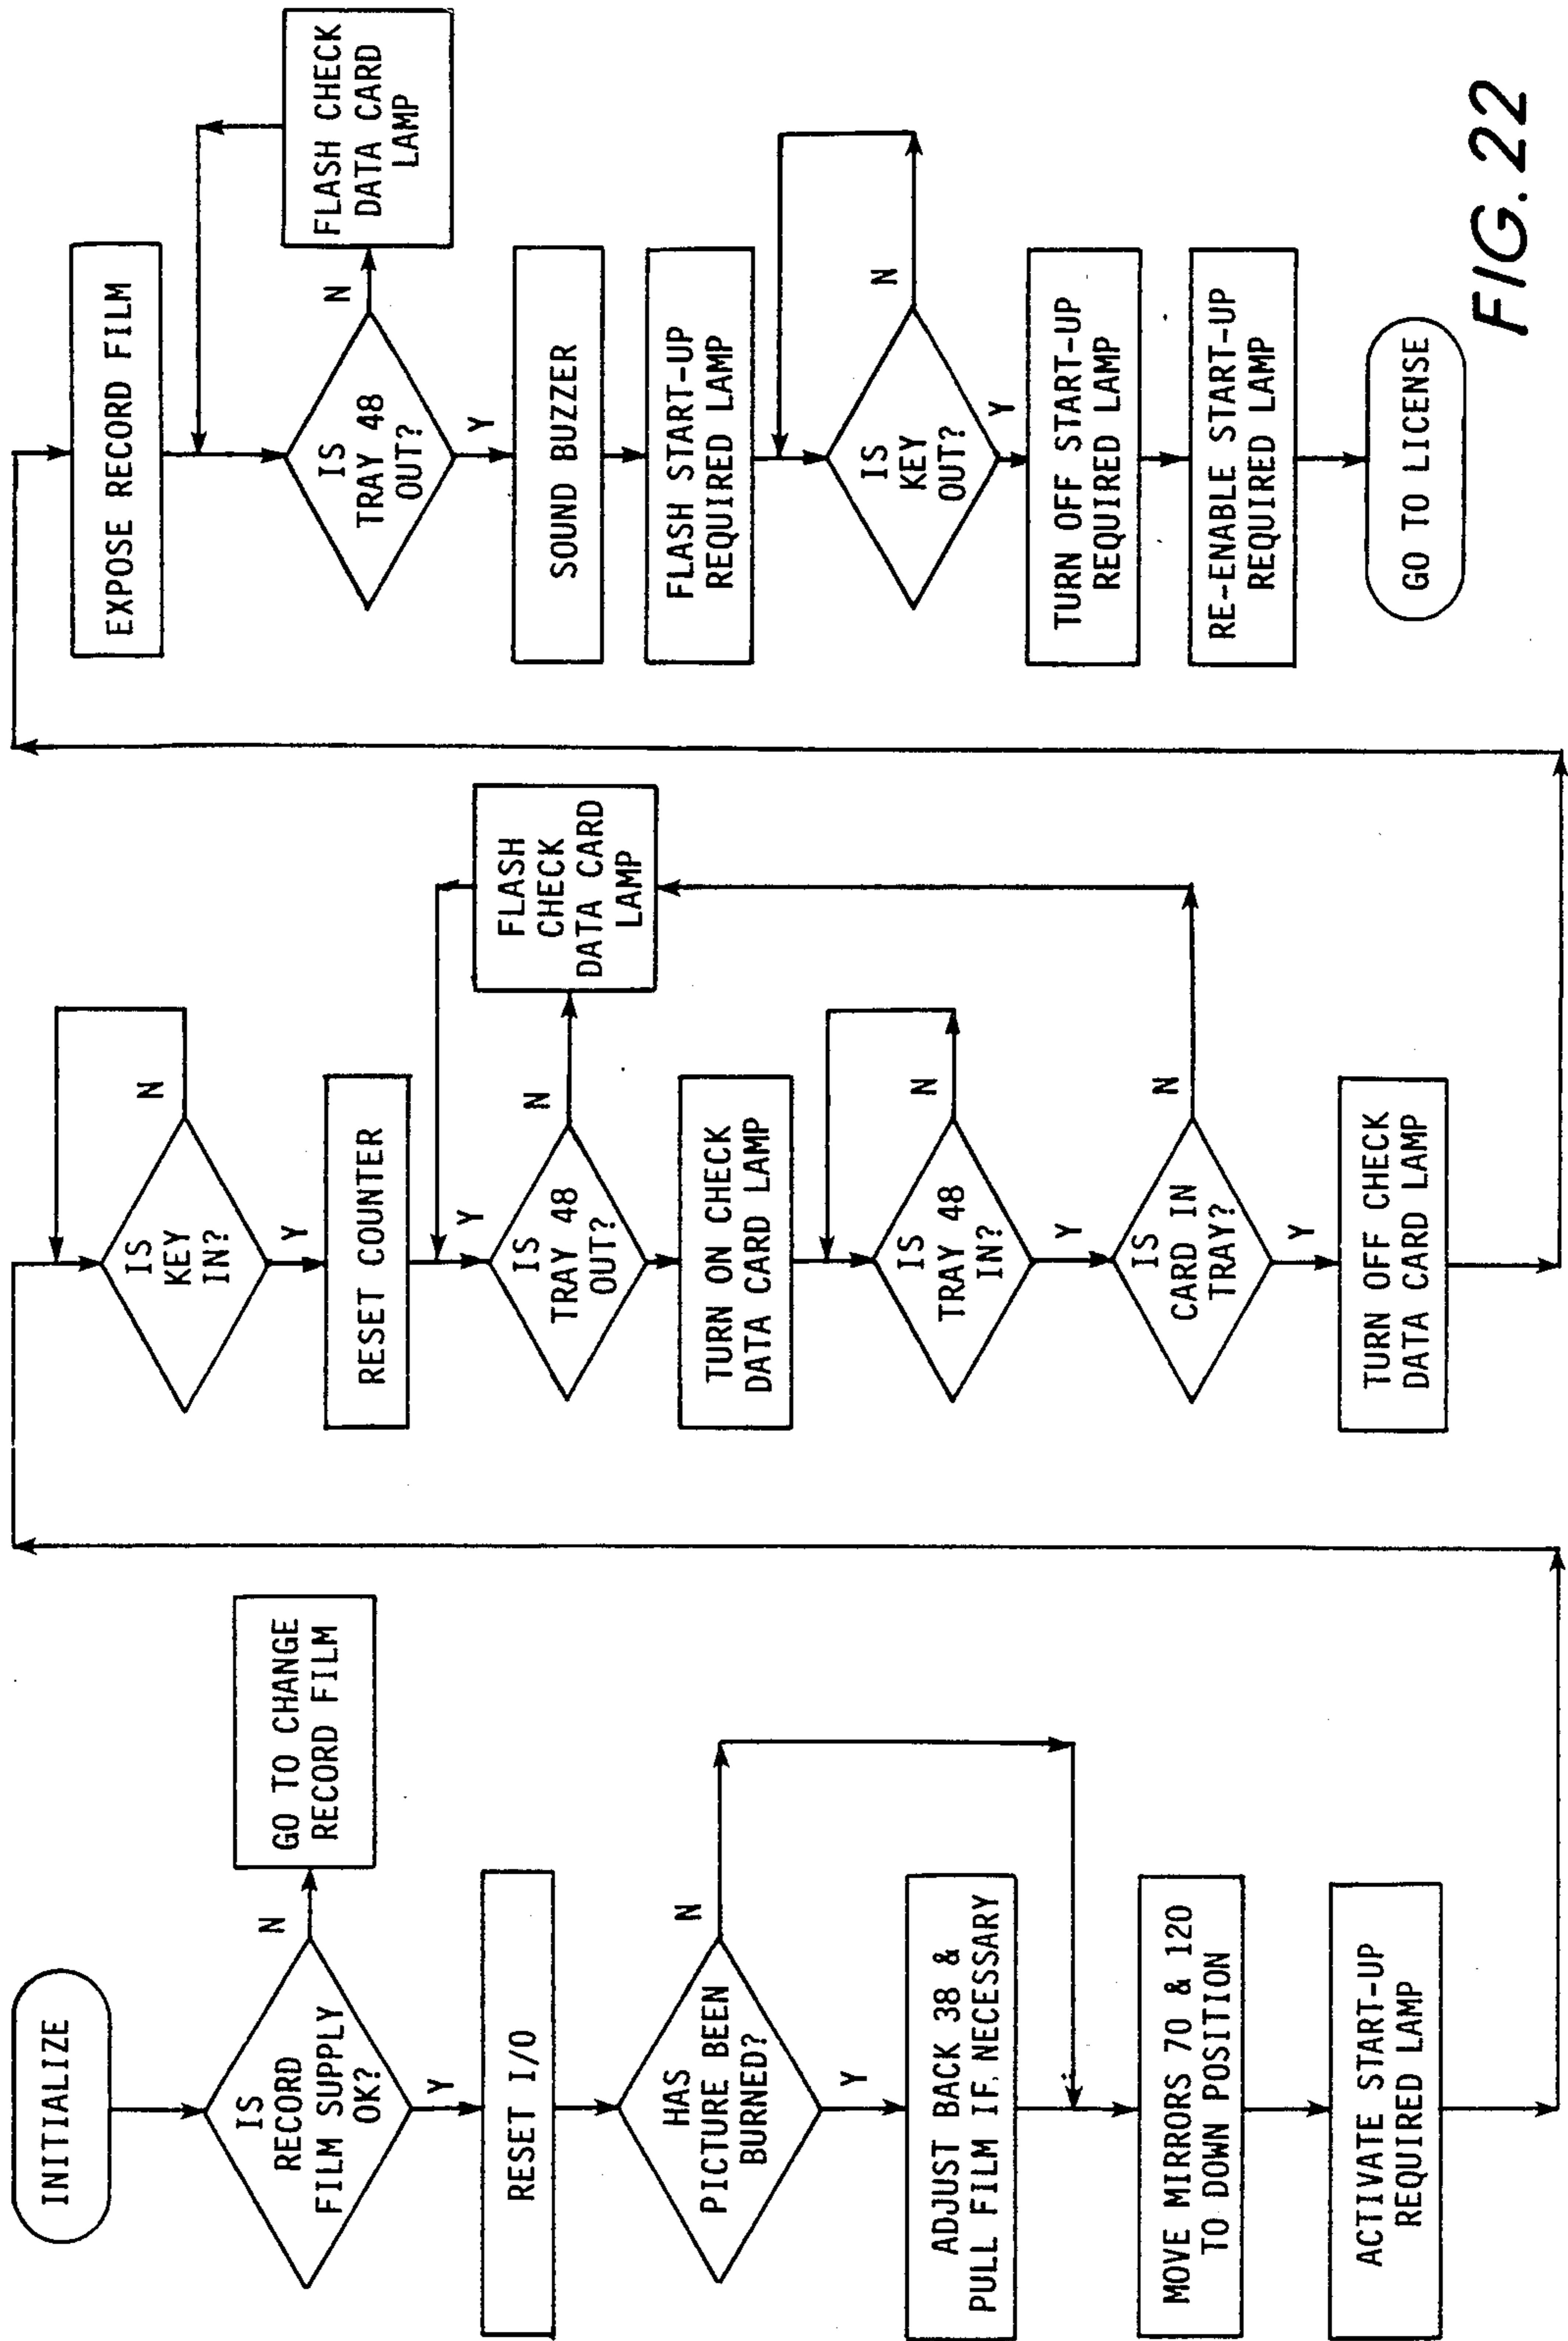 INITIALIZE
IS
RECORD
FILM SUPPLY
OK?
N
GO TO CHANGE
RECORD FILM
Y
RESET I/O
HAS
PICTURE BEEN
BURNED?
N
Y
ADJUST BACK 38 &
PULL FILM IF NECESSARY
MOVE MIRRORS 70 & 120
TO DOWN POSITION
ACTIVATE START-UP
REQUIRED LAMP
IS
KEY
IN?
N
Y
RESET COUNTER
Y
IS
TRAY 48
OUT?
N
FLASH
CHECK
DATA CARD
LAMP
TURN ON CHECK
DATA CARD LAMP
IS
TRAY 48
IN?
N
Y
IS
CARD IN
TRAY?
N
Y
TURN OFF CHECK
DATA CARD LAMP
EXPOSE RECORD FILM
IS
TRAY 48
OUT?
N
FLASH CHECK
DATA CARD
LAMP
Y
SOUND BUZZER
FLASH START-UP
REQUIRED LAMP
IS
KEY
OUT?
N
Y
TURN OFF START-UP
REQUIRED LAMP
RE-ENABLE START-UP
REQUIRED LAMP
GO TO LICENSE
FIG. 22